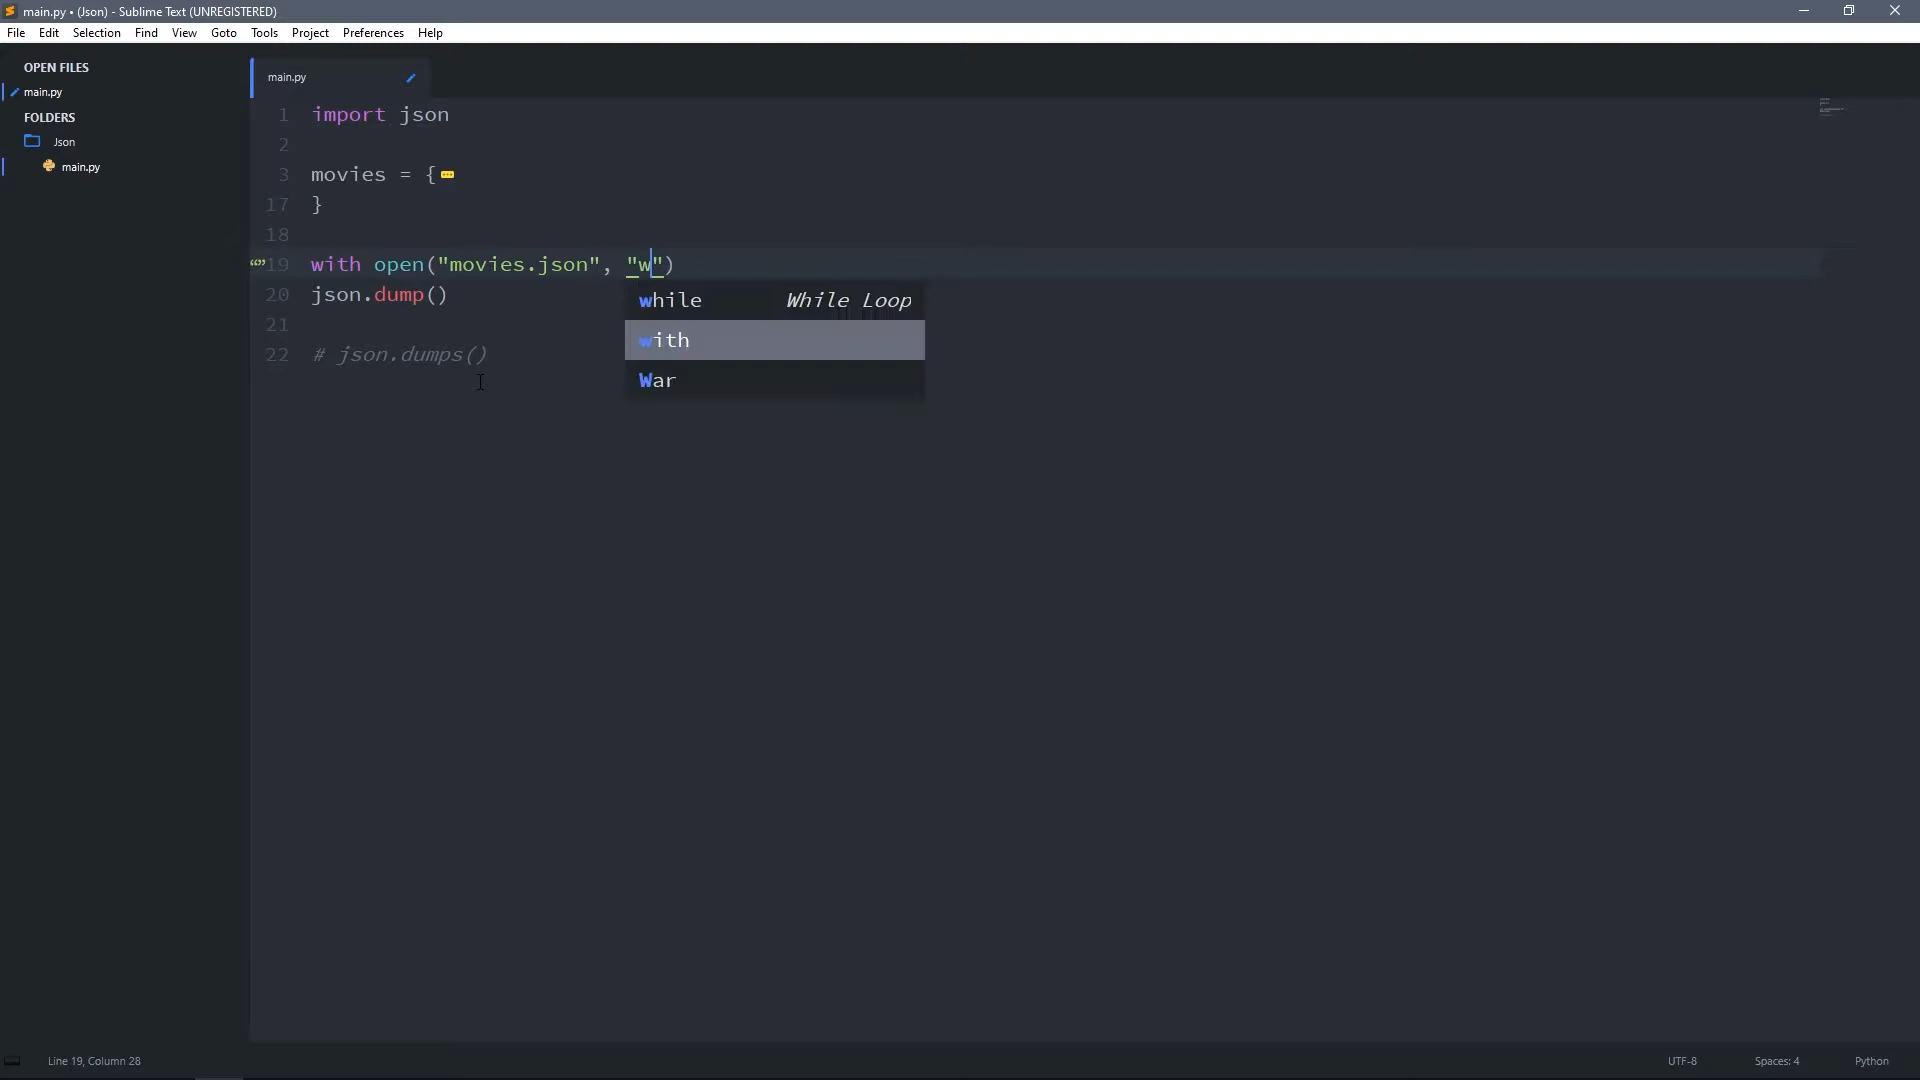 main.py • (Json) - Sublime Text (UNREGISTERED)
File Edit Selection Find View Goto Tools Project Preferences Help
OPEN FILES
main.py
FOLDERS
Json
main.py
main.py
1 import json
2
3 movies = {
17 }
18
19 with open("movies.json", "w")
20 json.dump()
21
22 # json.dumps()
while While Loop
with
War
Line 19, Column 28
UTF-8 Spaces: 4 Python